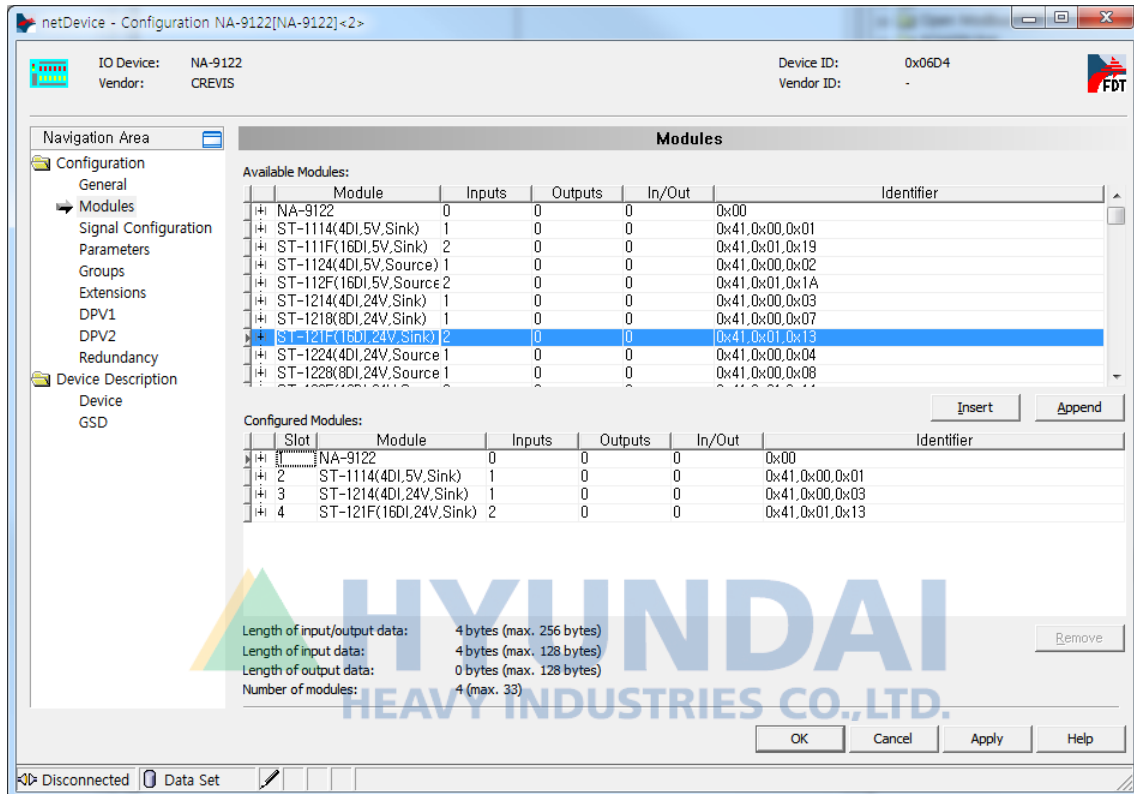 netDevice - Configuration NA-9122[NA-9122]<2>
IO Device: NA-9122 Device ID: 0x06D4
Vendor: CREVIS Vendor ID: -
FDT
Navigation Area
Configuration
General
Modules
Signal Configuration
Parameters
Groups
Extensions
DPV1
DPV2
Redundancy
Device Description
Device
GSD
Modules
Available Modules:
Module Inputs Outputs In/Out Identifier
NA-9122 0 0 0 0x00
ST-1114(4DI,5V,Sink) 1 0 0 0x41,0x00,0x01
ST-111F(16DI,5V,Sink) 2 0 0 0x41,0x01,0x19
ST-1124(4DI,5V,Source) 1 0 0 0x41,0x00,0x02
ST-112F(16DI,5V,Source 2 0 0 0x41,0x01,0x1A
ST-1214(4DI,24V,Sink) 1 0 0 0x41,0x00,0x03
ST-1218(8DI,24V,Sink) 1 0 0 0x41,0x00,0x07
ST-121F(16DI,24V,Sink) 2 0 0 0x41,0x01,0x13
ST-1224(4DI,24V,Source 1 0 0 0x41,0x00,0x04
ST-1228(8DI,24V,Source 1 0 0 0x41,0x00,0x08
Insert Append
Configured Modules:
Slot Module Inputs Outputs In/Out Identifier
1 NA-9122 0 0 0 0x00
2 ST-1114(4DI,5V,Sink) 1 0 0 0x41,0x00,0x01
3 ST-1214(4DI,24V,Sink) 1 0 0 0x41,0x00,0x03
4 ST-121F(16DI,24V,Sink) 2 0 0 0x41,0x01,0x13
HYUNDAI
HEAVY INDUSTRIES CO.,LTD.
Length of input/output data: 4 bytes (max. 256 bytes)
Length of input data: 4 bytes (max. 128 bytes)
Length of output data: 0 bytes (max. 128 bytes)
Number of modules: 4 (max. 33)
Remove
OK Cancel Apply Help
Disconnected Data Set